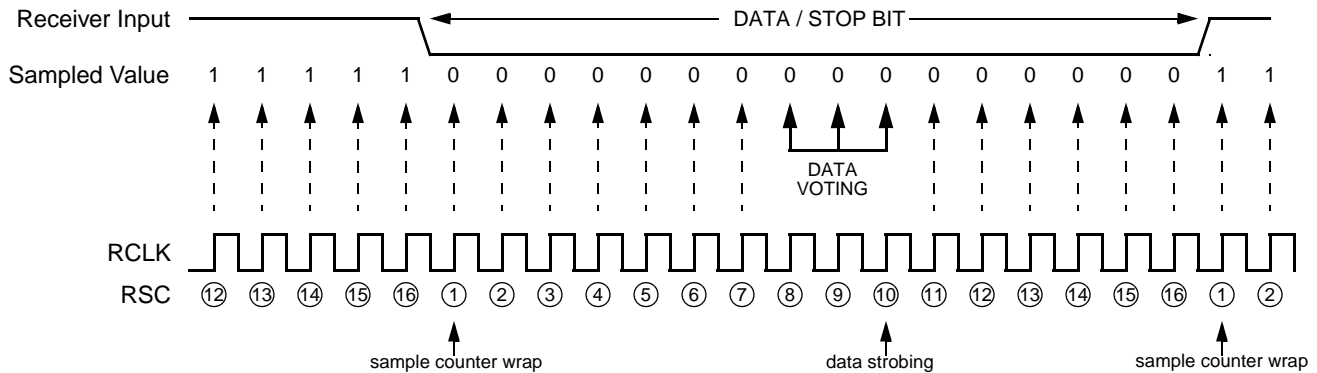 Receiver Input DATA / STOP BIT
Sampled Value 1 1 1 1 1 0 0 0 0 0 0 0 0 0 0 0 0 0 0 0 0 1 1
DATA
VOTING
RCLK
RSC 12 13 14 15 16 1 2 3 4 5 6 7 8 9 10 11 12 13 14 15 16 1 2
sample counter wrap data strobing sample counter wrap